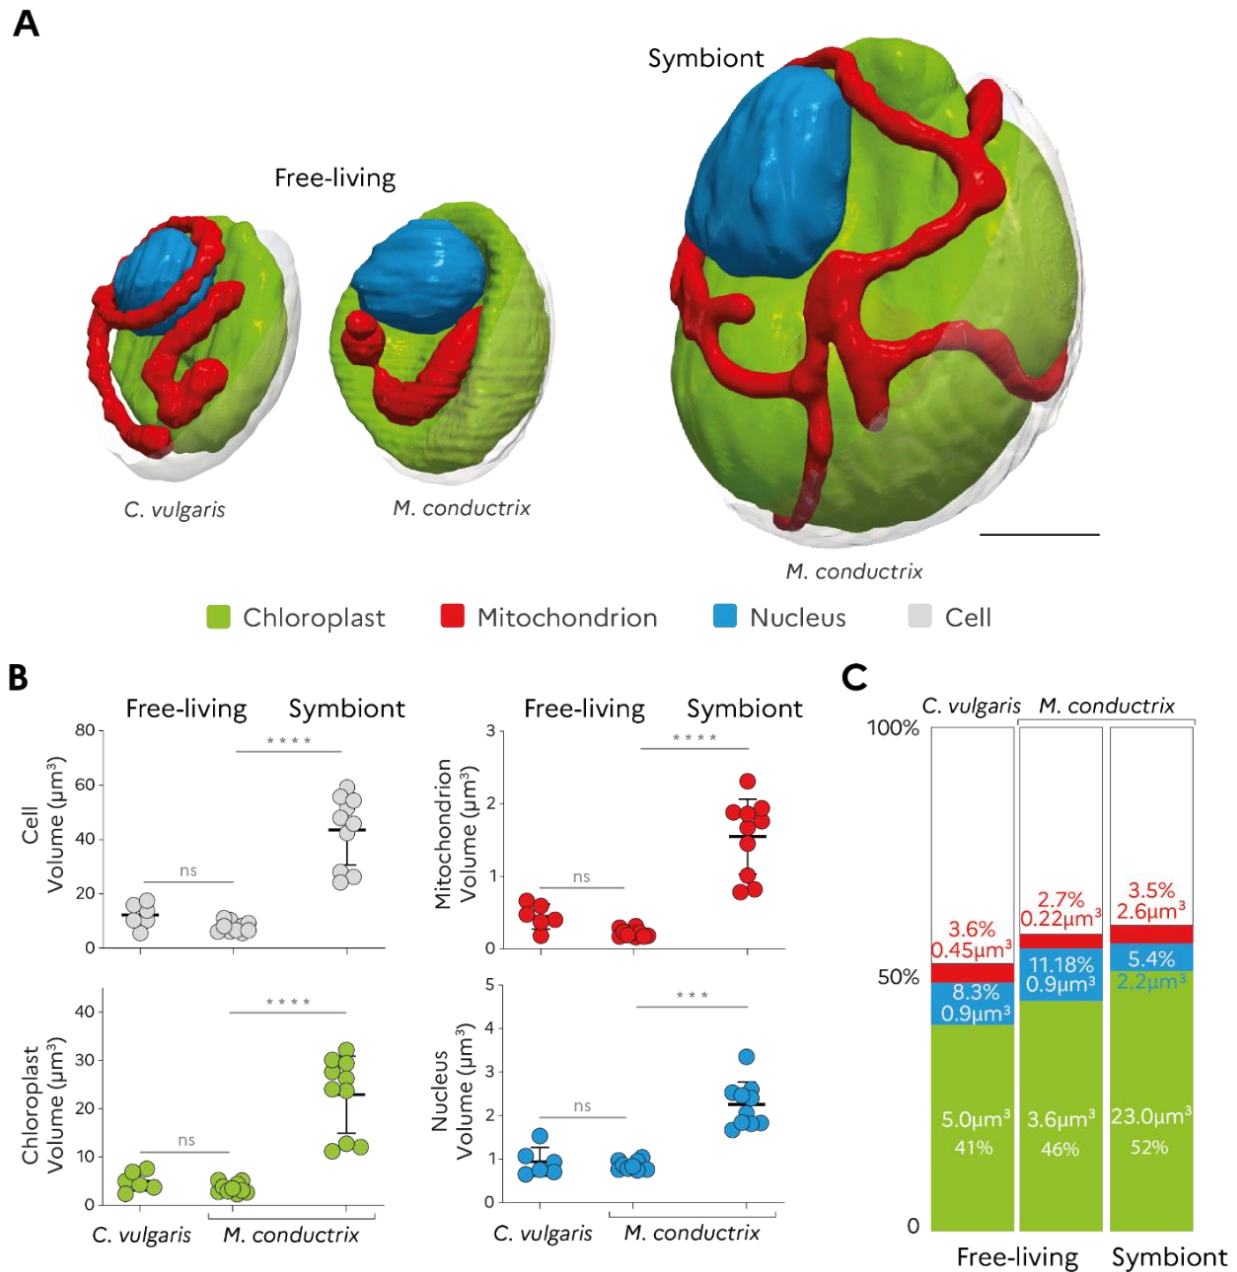 A
Symbiont
Free-living
C. vulgaris
M. conductrix
M. conductrix
Chloroplast
Mitochondrion
Nucleus
Cell
B
Free-living
Symbiont
Cell
Volume (µm³)
80
60
40
20
0
ns
****
Free-living
Symbiont
Mitochondrion
Volume (µm³)
3
2
1
0
ns
****
Chloroplast
Volume (µm³)
40
30
20
10
0
ns
****
C. vulgaris
M. conductrix
Nucleus
Volume (µm³)
5
4
3
2
1
0
ns
***
C. vulgaris
M. conductrix
C
C. vulgaris
M. conductrix
100%
50%
0
3.6%
0.45µm³
8.3%
0.9µm³
5.0µm³
41%
2.7%
0.22µm³
11.18%
0.9µm³
3.6µm³
46%
3.5%
2.6µm³
5.4%
2.2µm³
23.0µm³
52%
Free-living
Symbiont